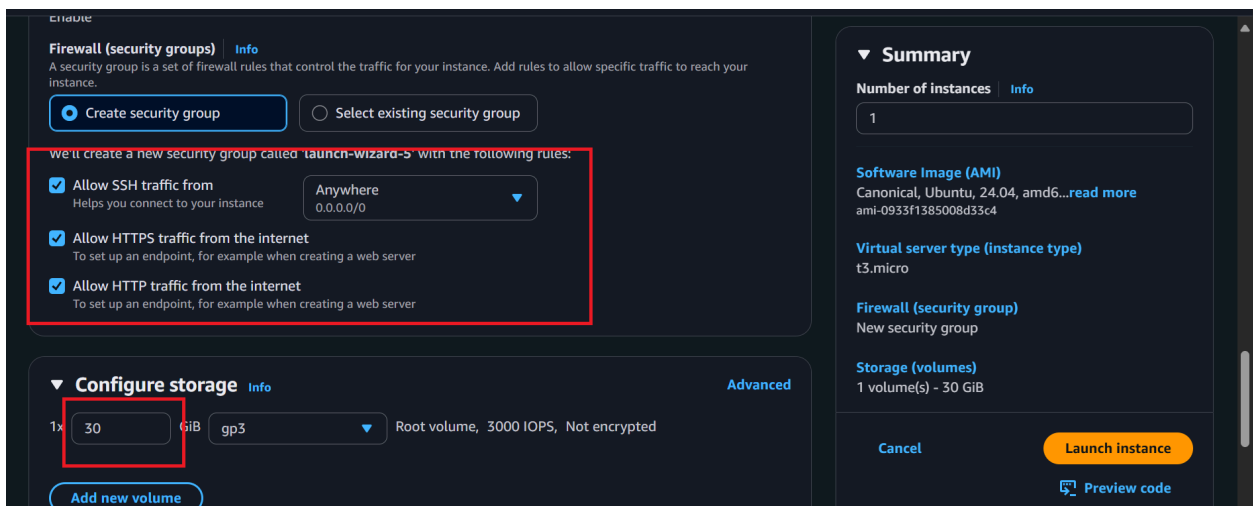 Enable
Firewall (security groups) Info
A security group is a set of firewall rules that control the traffic for your instance. Add rules to allow specific traffic to reach your
instance.
Create security group
Select existing security group
We'll create a new security group called 'launch-wizard-5' with the following rules:
Allow SSH traffic from
Helps you connect to your instance
Anywhere
0.0.0.0/0
Allow HTTPS traffic from the internet
To set up an endpoint, for example when creating a web server
Allow HTTP traffic from the internet
To set up an endpoint, for example when creating a web server
Configure storage Info
Advanced
1x 30 GiB gp3 Root volume, 3000 IOPS, Not encrypted
Add new volume
Summary
Number of instances Info
1
Software Image (AMI)
Canonical, Ubuntu, 24.04, amd6...read more
ami-0933f1385008d33c4
Virtual server type (instance type)
t3.micro
Firewall (security group)
New security group
Storage (volumes)
1 volume(s) - 30 GiB
Cancel
Launch instance
Preview code